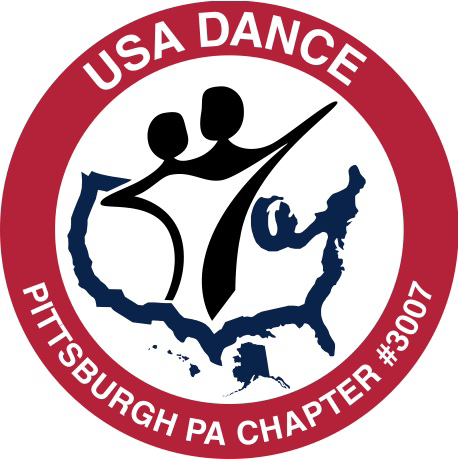 USA DANCE
PITTSBURGH PA CHAPTER #3007